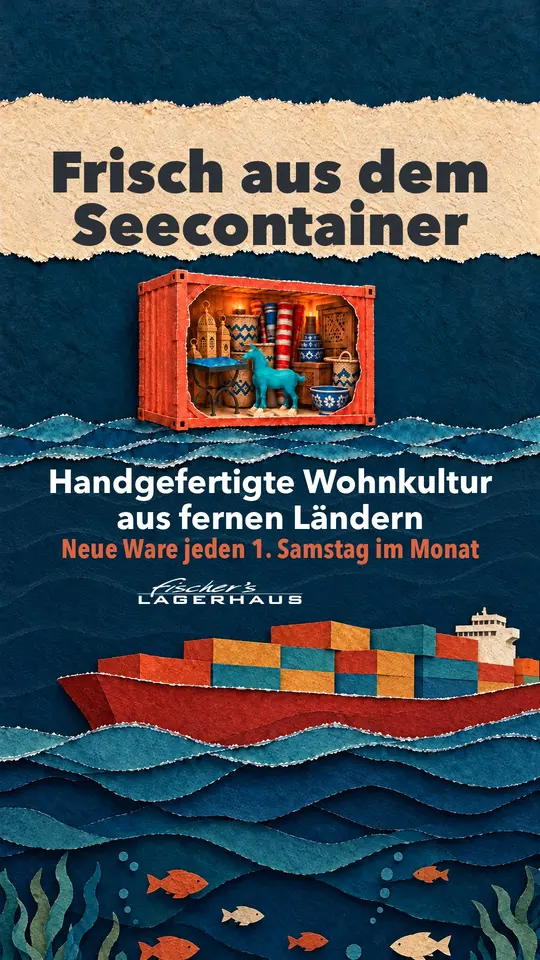 Frisch aus dem
Seecontainer
Handgefertigte Wohnkultur
aus fernen Ländern
Neue Ware jeden 1. Samstag im Monat
fischer's
LAGERHAUS